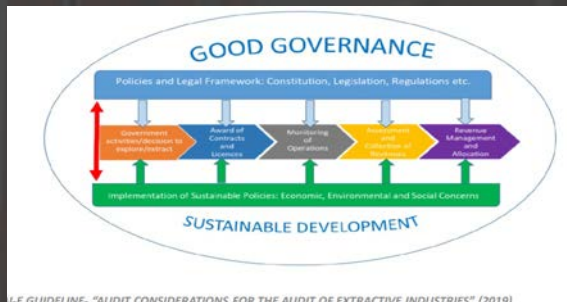 GOOD GOVERNANCE
Policies and Legal Framework: Constitution, Legislation, Regulations etc.
Government
activities/decision to
explore/extract
Award of
Contracts
and
Licences
Monitoring
of
Operations
Assessment
and
Collection of
Revenues
Revenue
Management
and
Allocation
Implementation of Sustainable Policies: Economic, Environmental and Social Concerns
SUSTAINABLE DEVELOPMENT
GUIDELINE- "AUDIT CONSIDERATIONS FOR THE AUDIT OF EXTRACTIVE INDUSTRIES" (2019)